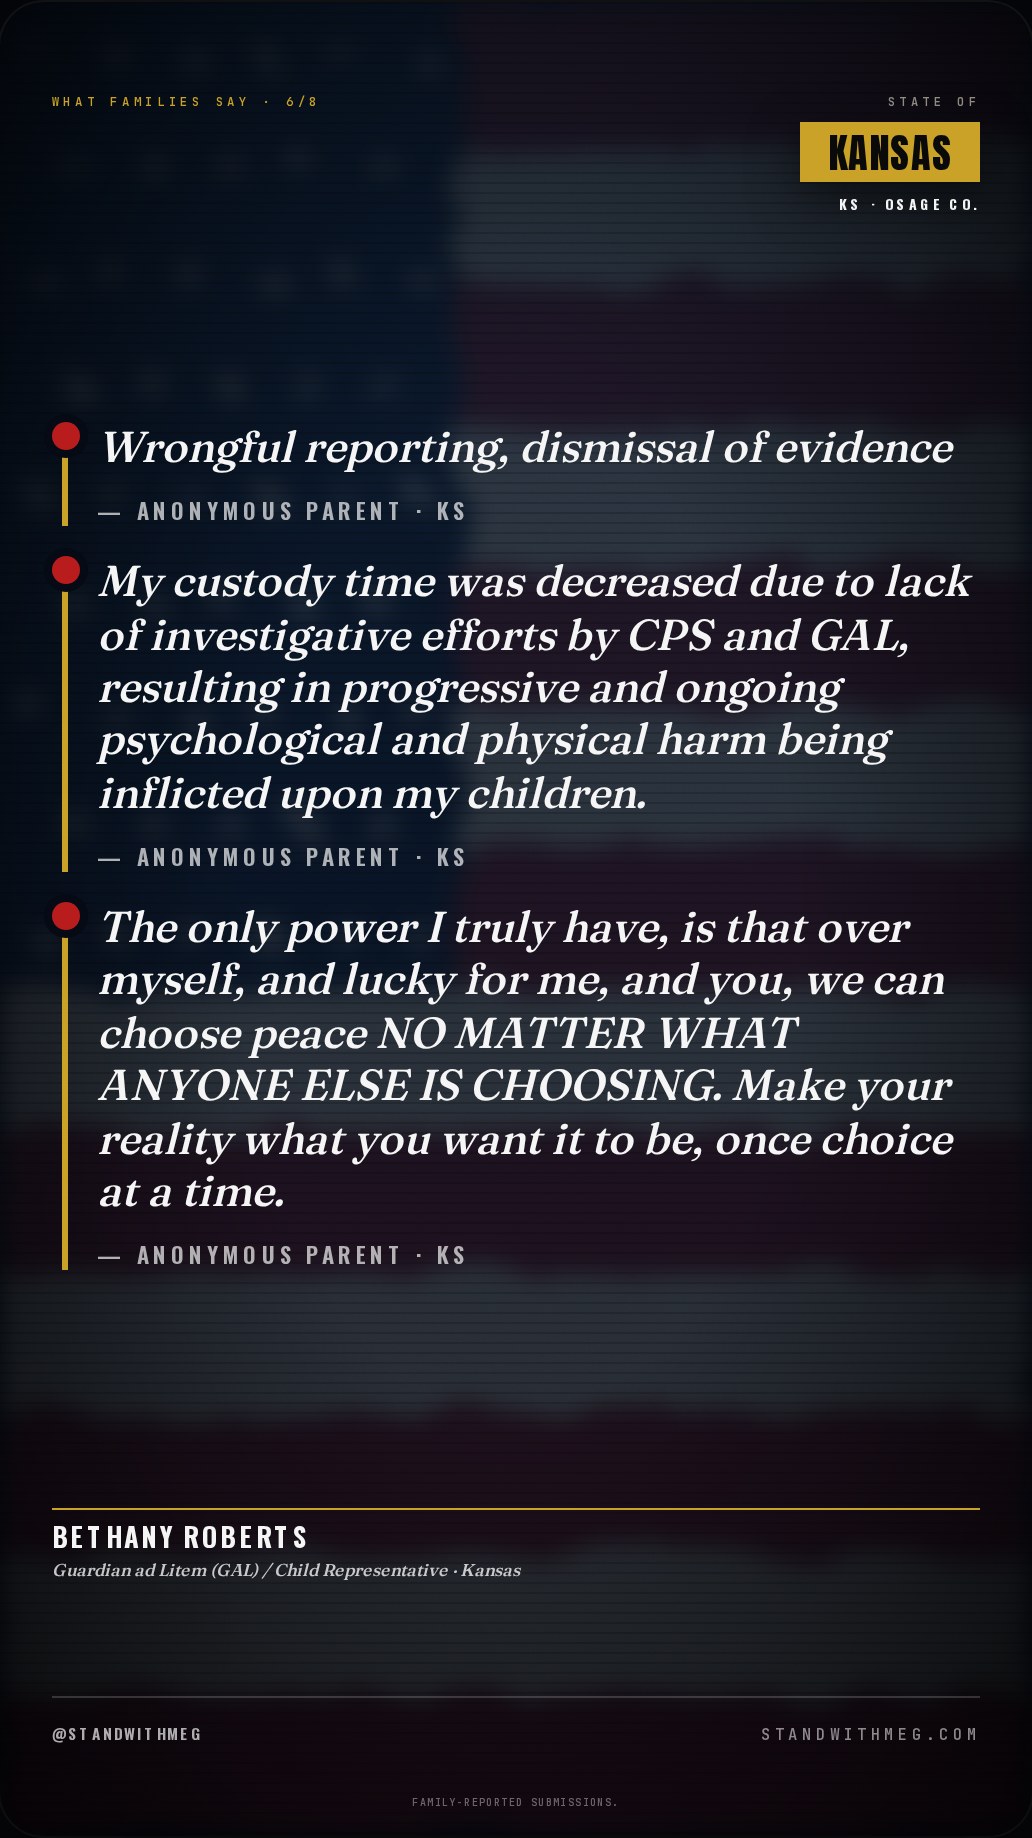 WHAT FAMILIES SAY · 6/8
STATE OF
KANSAS
KS · OSAGE CO.
Wrongful reporting, dismissal of evidence
— ANONYMOUS PARENT · KS
My custody time was decreased due to lack
of investigative efforts by CPS and GAL,
resulting in progressive and ongoing
psychological and physical harm being
inflicted upon my children.
— ANONYMOUS PARENT · KS
The only power I truly have, is that over
myself, and lucky for me, and you, we can
choose peace NO MATTER WHAT
ANYONE ELSE IS CHOOSING. Make your
reality what you want it to be, once choice
at a time.
— ANONYMOUS PARENT · KS
BETHANY ROBERTS
Guardian ad Litem (GAL) / Child Representative · Kansas
@STANDWITHMEG
STANDWITHMEG.COM
FAMILY-REPORTED SUBMISSIONS.